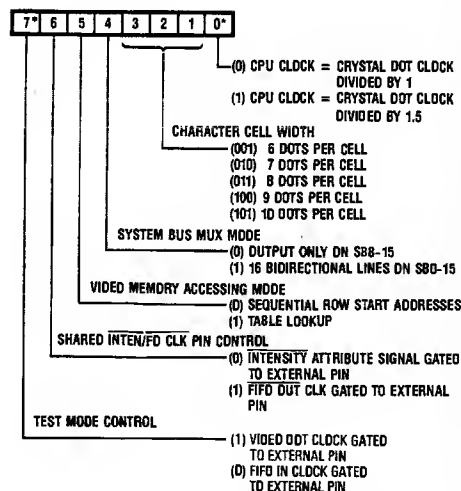 7* 6 5 4 3 2 1 0*
(0) CPU CLOCK = CRYSTAL DOT CLOCK
DIVIDED BY 1
(1) CPU CLOCK = CRYSTAL DOT CLOCK
DIVIDED BY 1.5
CHARACTER CELL WIDTH
(001) 6 DOTS PER CELL
(010) 7 DOTS PER CELL
(011) 8 DOTS PER CELL
(100) 9 DOTS PER CELL
(101) 10 DOTS PER CELL
SYSTEM BUS MUX MODE
(0) OUTPUT ONLY ON SB8-15
(1) 16 BIDIRECTIONAL LINES ON SB0-15
VIDEO MEMORY ACCESSING MODE
(0) SEQUENTIAL ROW START ADDRESSES
(1) TABLE LOOKUP
SHARED INTEN/FO CLK PIN CONTROL
(0) INTENSITY ATTRIBUTE SIGNAL GATED
TO EXTERNAL PIN
(1) FIFO OUT CLK GATED TO EXTERNAL
PIN
TEST MODE CONTROL
(1) VIDEO DOT CLOCK GATED
TO EXTERNAL PIN
(0) FIFO IN CLOCK GATED
TO EXTERNAL PIN